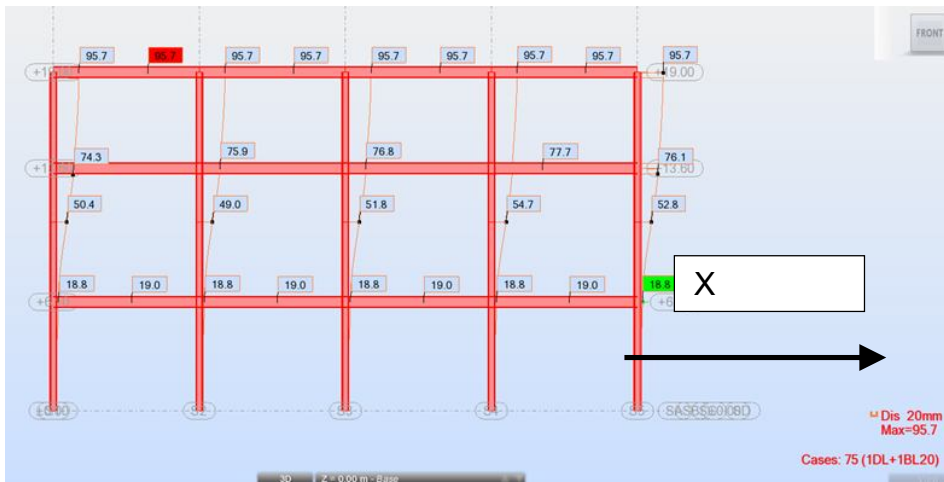 FRONT
95.7 95.7 95.7 95.7 95.7 95.7 95.7 95.7 95.7
+19.00
74.3 75.9 76.8 77.7 76.1
+13.60
50.4 49.0 51.8 54.7 52.8
18.8 19.0 18.8 19.0 18.8 19.0 18.8 19.0 18.8
X
Dis 20mm
Max=95.7
Cases: 75 (1DL+1BL20)
3D Z = 0.00 m - Base